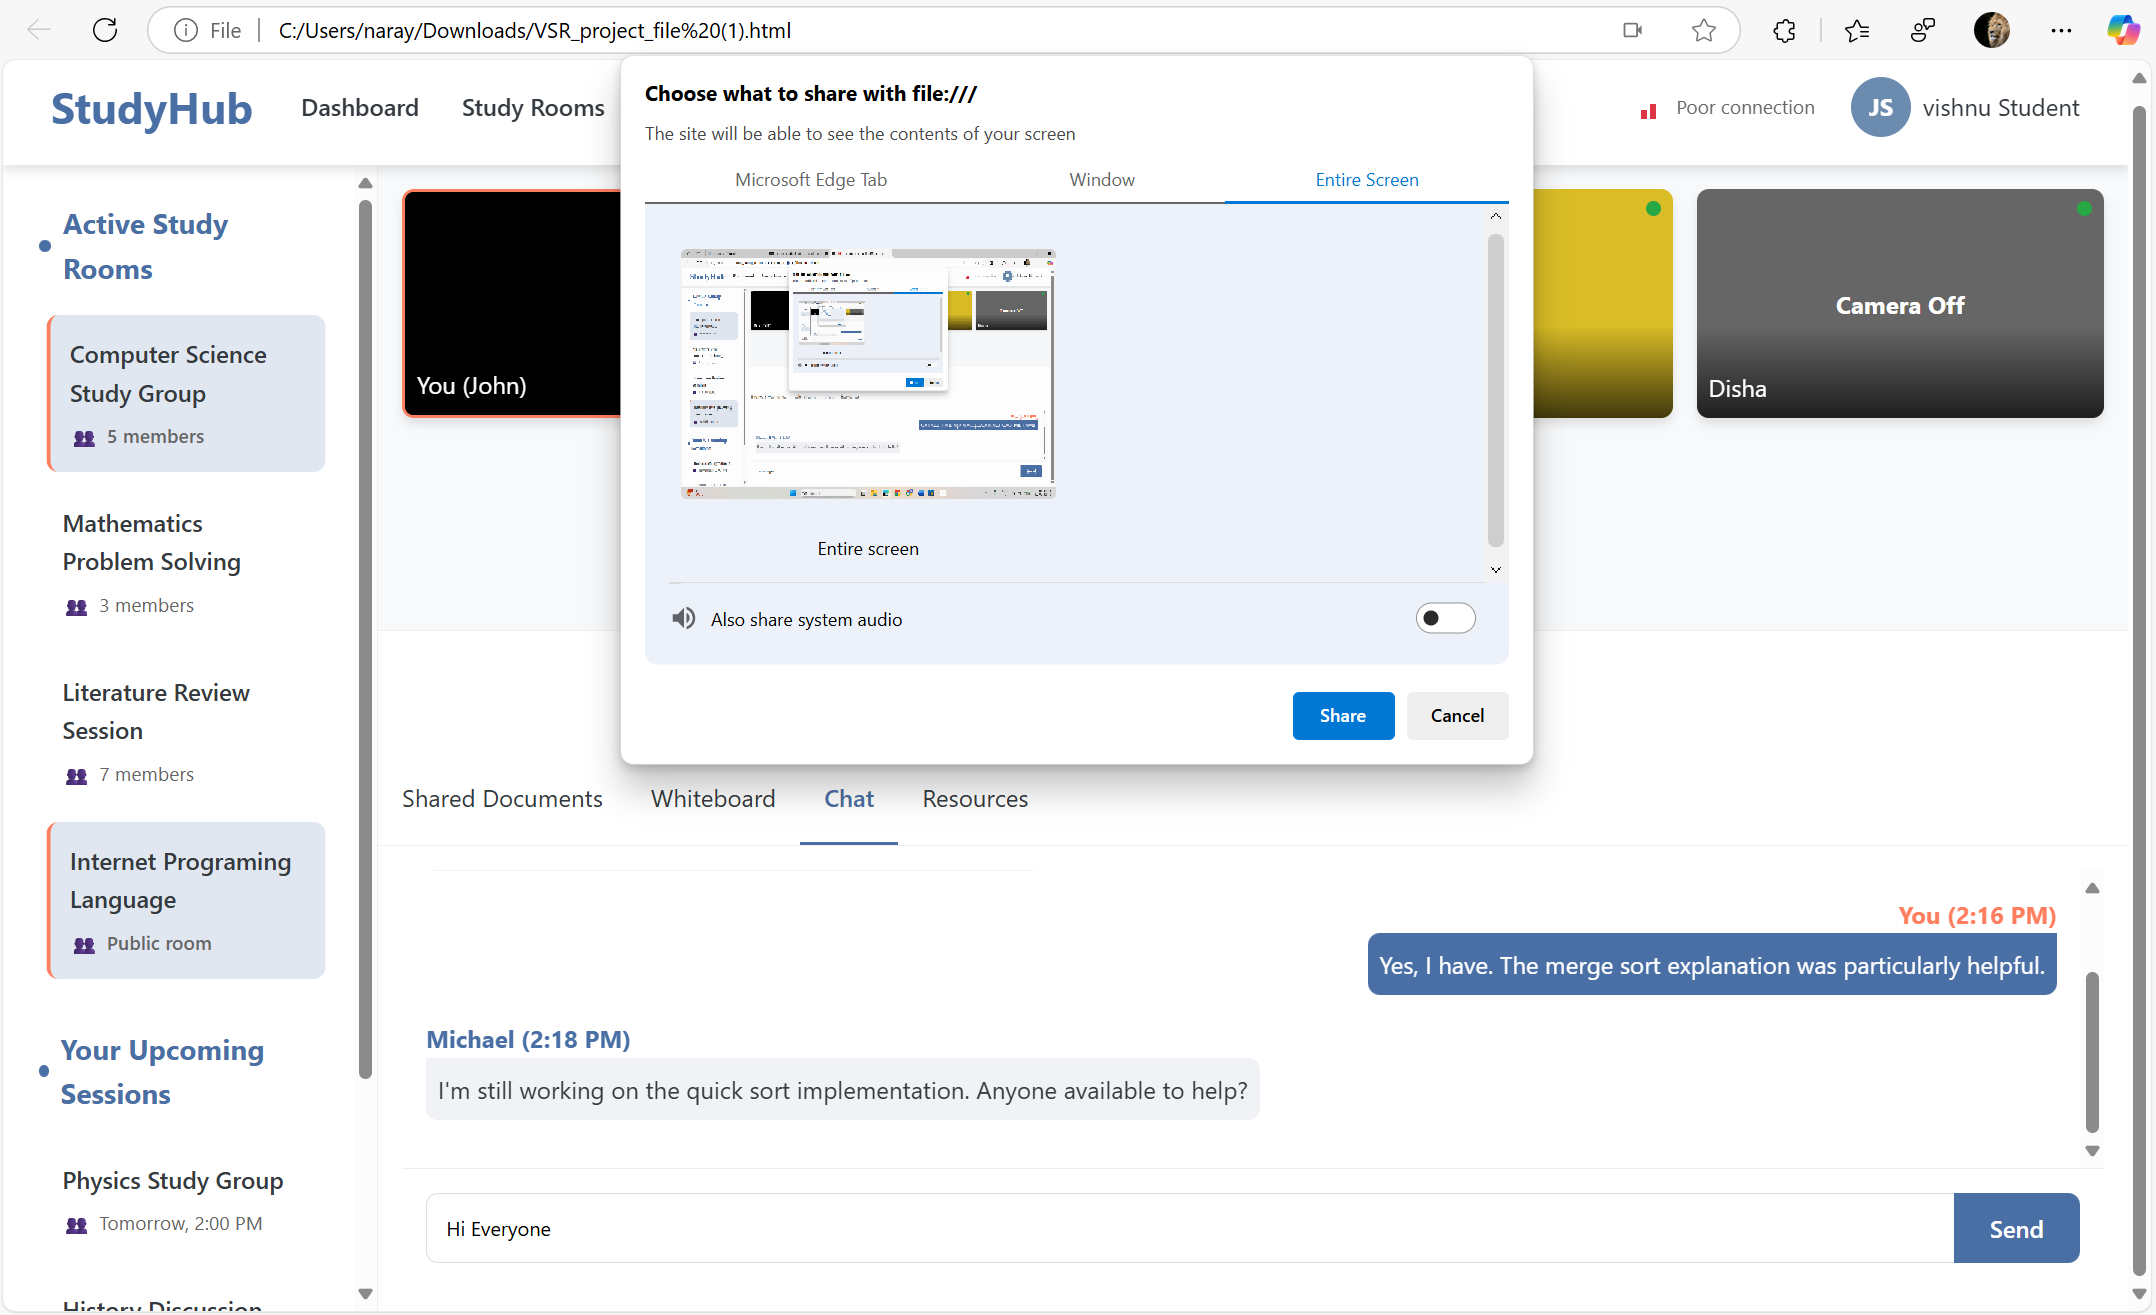 File
C:/Users/naray/Downloads/VSR_project_file%20(1).html
StudyHub
Dashboard
Study Rooms
Poor connection
JS
vishnu Student
Choose what to share with file:///
The site will be able to see the contents of your screen
Microsoft Edge Tab
Window
Entire Screen
Entire screen
Also share system audio
Share
Cancel
Active Study
Rooms
Computer Science
Study Group
5 members
Mathematics
Problem Solving
3 members
Literature Review
Session
7 members
Internet Programing
Language
Public room
Your Upcoming
Sessions
Physics Study Group
Tomorrow, 2:00 PM
History Discussion
You (John)
Camera Off
Disha
Shared Documents
Whiteboard
Chat
Resources
You (2:16 PM)
Yes, I have. The merge sort explanation was particularly helpful.
Michael (2:18 PM)
I'm still working on the quick sort implementation. Anyone available to help?
Hi Everyone
Send